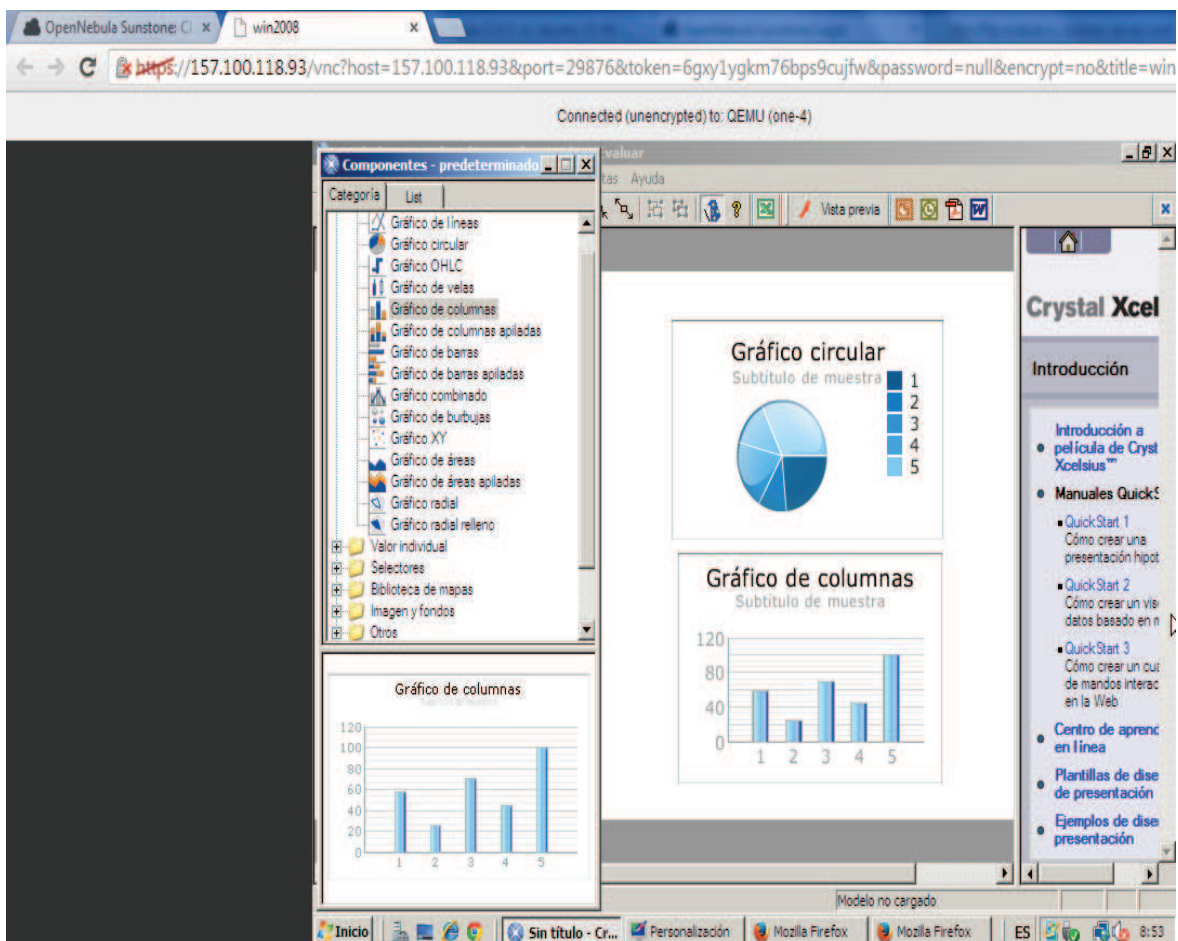 OpenNebula Sunstone: Cl
win2008
https://157.100.118.93/vnc?host=157.100.118.93&port=29876&token=6gxy1ygkm76bps9cujfw&password=null&encrypt=no&title=win
Connected (unencrypted) to: QEMU (one-4)
Componentes - predeterminado
valuar
tas Ayuda
Categoría List
Vista previa
Gráfico de líneas
Gráfico circular
Gráfico OHLC
Gráfico de velas
Gráfico de columnas
Gráfico de columnas apiladas
Gráfico de barras
Gráfico de barras apiladas
Gráfico combinado
Gráfico de burbujas
Gráfico XY
Gráfico de áreas
Gráfico de áreas apiladas
Gráfico radial
Gráfico radial relleno
Valor individual
Selectores
Biblioteca de mapas
Imagen y fondos
Otros
Gráfico de columnas
120
100
80
60
40
20
0
1 2 3 4 5
Gráfico circular
Subtítulo de muestra
1
2
3
4
5
Gráfico de columnas
Subtítulo de muestra
120
80
40
0
1 2 3 4 5
Crystal Xcel
Introducción
Introducción a
película de Cryst
Xcelsius™
Manuales QuickS
QuickStart 1
Cómo crear una
presentación hipot
QuickStart 2
Cómo crear un vis
datos basado en n
QuickStart 3
Cómo crear un cua
de mandos interac
en la Web
Centro de aprend
en línea
Plantillas de dise
de presentación
Ejemplos de dise
presentación
Modelo no cargado
Inicio
Sin título - Cr...
Personalización
Mozilla Firefox
Mozilla Firefox
ES
8:53